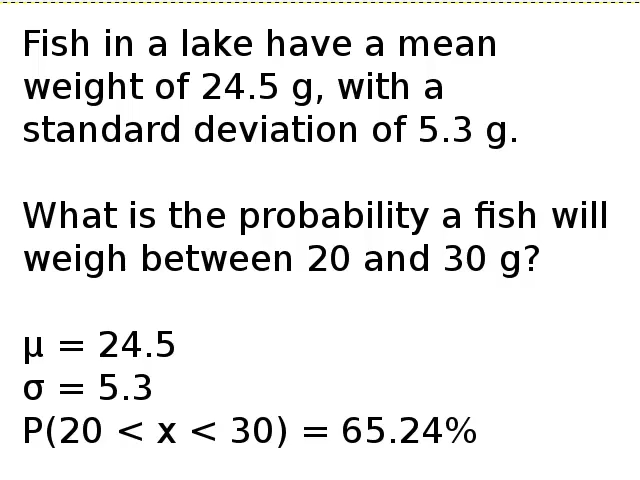 Fish in a lake have a mean
weight of 24.5 g, with a
standard deviation of 5.3 g.
What is the probability a fish will
weigh between 20 and 30 g?
μ = 24.5
σ = 5.3
P(20 < x < 30) = 65.24%